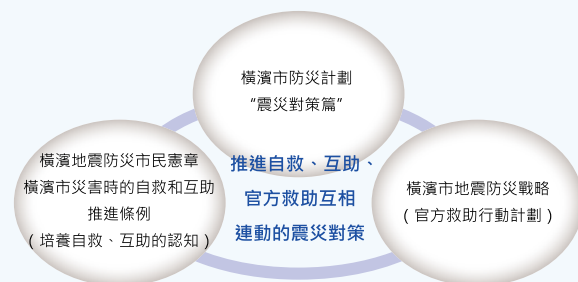 橫濱市防災計劃
“震災對策篇”
橫濱地震防災市民憲章
橫濱市災害時的自救和互助
推進條例
(培養自救、互助的認知)
推進自救、互助、
官方救助互相
連動的震災對策
橫濱市地震防災戰略
(官方救助行動計劃)